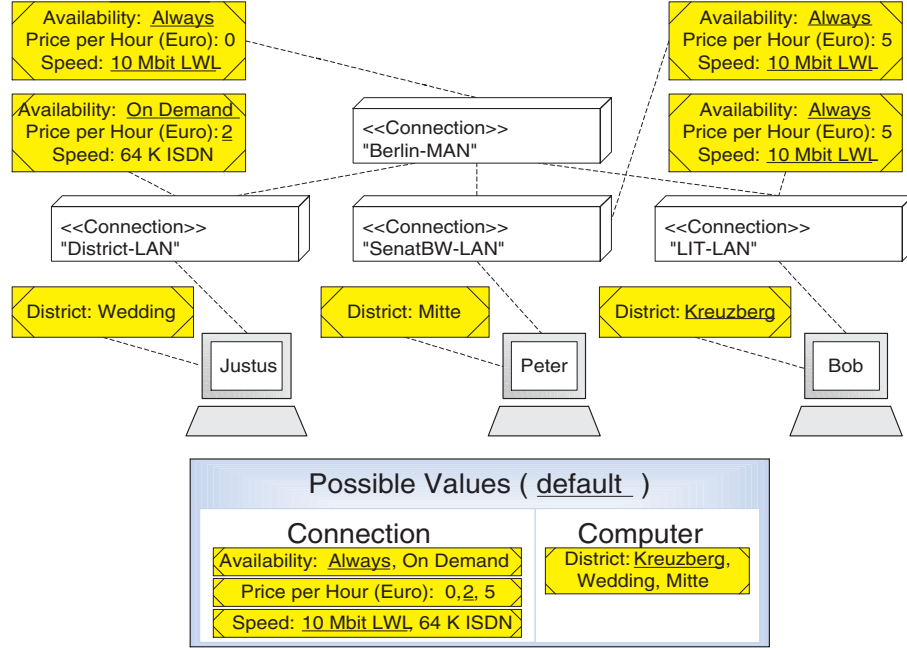 Availability: Always
Price per Hour (Euro): 0
Speed: 10 Mbit LWL
Availability: Always
Price per Hour (Euro): 5
Speed: 10 Mbit LWL
Availability: On Demand
Price per Hour (Euro): 2
Speed: 64 K ISDN
<<Connection>>
"Berlin-MAN"
Availability: Always
Price per Hour (Euro): 5
Speed: 10 Mbit LWL
<<Connection>>
"District-LAN"
<<Connection>>
"SenatBW-LAN"
<<Connection>>
"LIT-LAN"
District: Wedding
District: Mitte
District: Kreuzberg
Justus
Peter
Bob
Possible Values ( default )
Connection
Availability: Always, On Demand
Price per Hour (Euro): 0,2, 5
Speed: 10 Mbit LWL, 64 K ISDN
Computer
District: Kreuzberg,
Wedding, Mitte